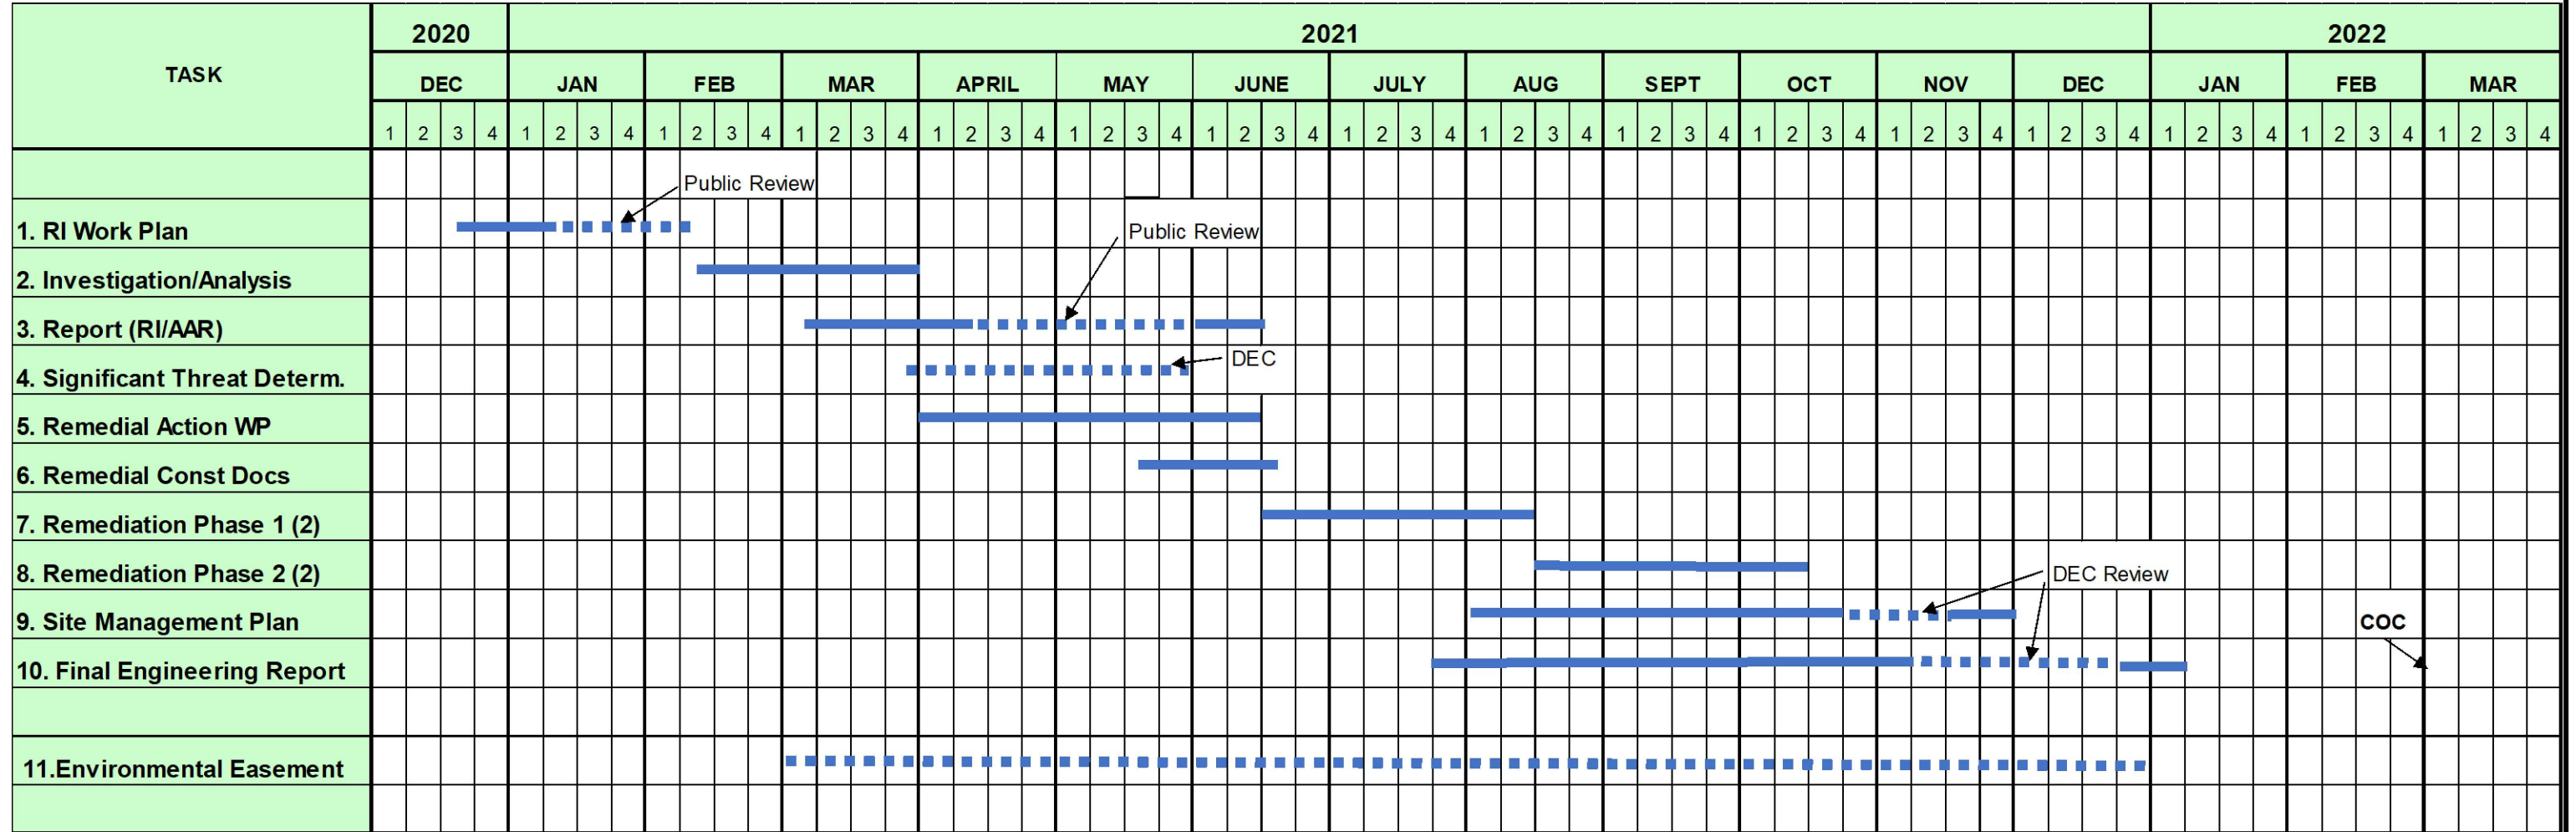 TASK
2020 2021 2022
DEC JAN FEB MAR APRIL MAY JUNE JULY AUG SEPT OCT NOV DEC JAN FEB MAR
1 2 3 4 1 2 3 4 1 2 3 4 1 2 3 4 1 2 3 4 1 2 3 4 1 2 3 4 1 2 3 4 1 2 3 4 1 2 3 4 1 2 3 4 1 2 3 4 1 2 3 4 1 2 3 4 1 2 3 4 1 2 3 4
Public Review
1. RI Work Plan
Public Review
2. Investigation/Analysis
3. Report (RI/AAR)
DEC
4. Significant Threat Determ.
5. Remedial Action WP
6. Remedial Const Docs
7. Remediation Phase 1 (2)
8. Remediation Phase 2 (2)
DEC Review
9. Site Management Plan
COC
10. Final Engineering Report
11.Environmental Easement